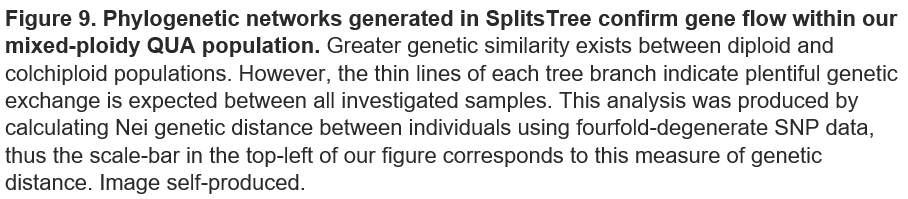 Figure 9. Phylogenetic networks generated in SplitsTree confirm gene flow within our
mixed-ploidy QUA population. Greater genetic similarity exists between diploid and
colchiploid populations. However, the thin lines of each tree branch indicate plentiful genetic
exchange is expected between all investigated samples. This analysis was produced by
calculating Nei genetic distance between individuals using fourfold-degenerate SNP data,
thus the scale-bar in the top-left of our figure corresponds to this measure of genetic
distance. Image self-produced.